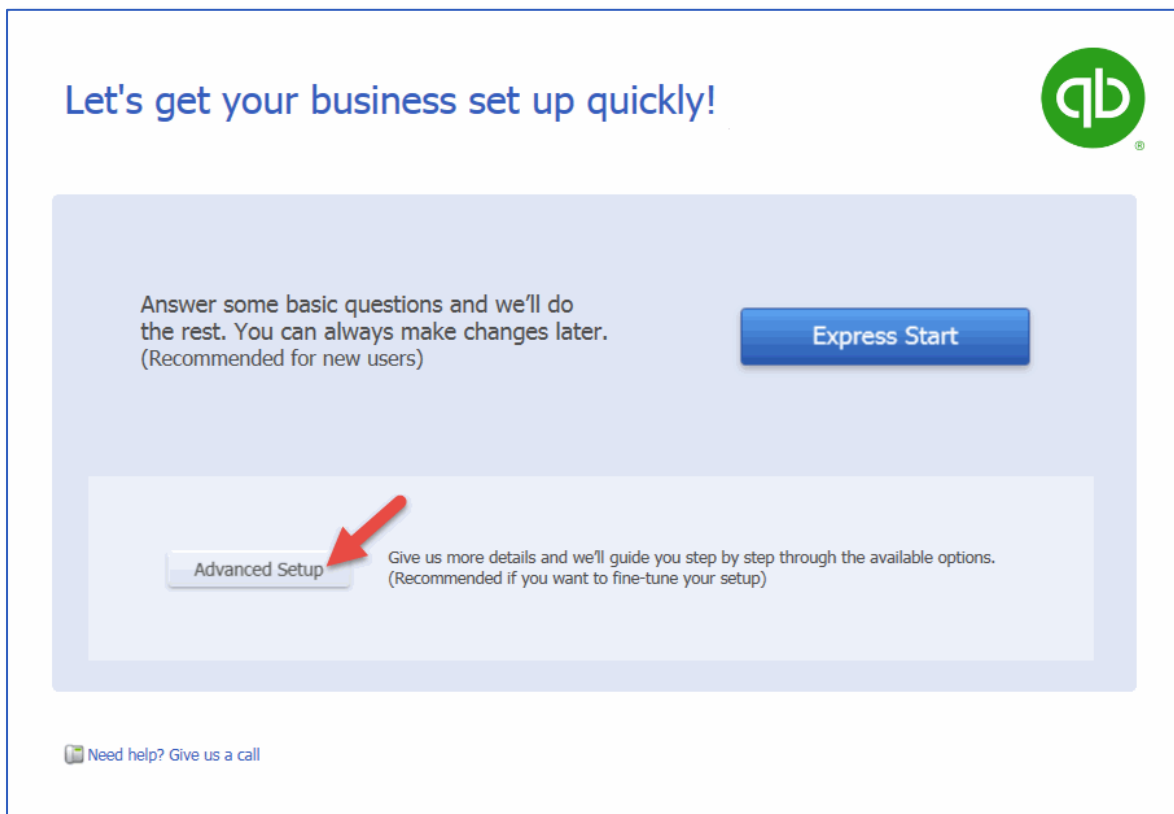 Let's get your business set up quickly!
qb
®
Answer some basic questions and we'll do
the rest. You can always make changes later.
(Recommended for new users)
Express Start
Advanced Setup
Give us more details and we'll guide you step by step through the available options.
(Recommended if you want to fine-tune your setup)
Need help? Give us a call